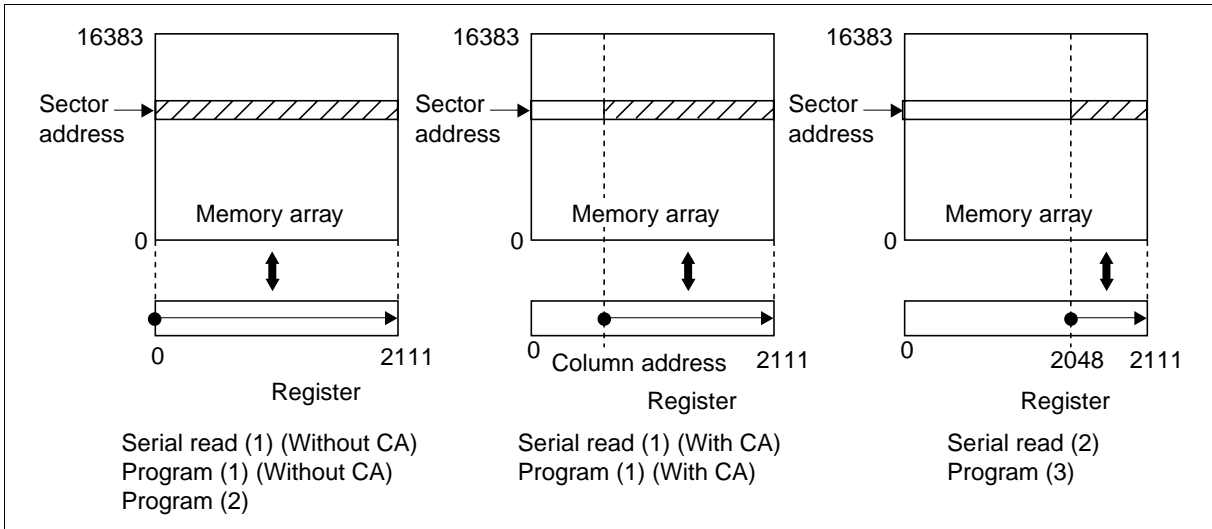 16383
Sector
address
Memory array
0
0
2111
Register
Serial read (1) (Without CA)
Program (1) (Without CA)
Program (2)
16383
Sector
address
Memory array
0
0
Column address
2111
Register
Serial read (1) (With CA)
Program (1) (With CA)
16383
Sector
address
Memory array
0
0
2048
2111
Register
Serial read (2)
Program (3)